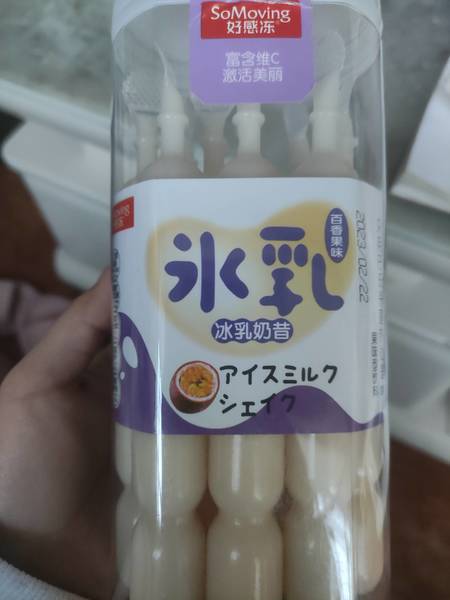 SoMoving
好感冻
富含维C
激活美丽
百香果味
氷乳
冰乳奶昔
アイスミルク
シェイク
2023/02/22